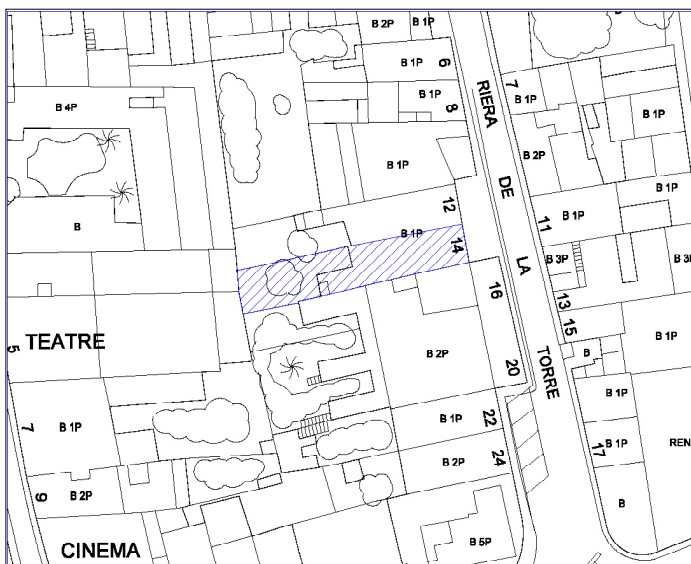 B 2P
B 1P
6
B 1P
B 1P
8
B 4P
B 1P
B 1P
12
14
B
TEATRE
5
7
B 1P
9
B 2P
CINEMA
RIERA
DE
LA
TORRE
16
20
22
24
B 2P
B 1P
B 2P
B 5P
7
B 1P
B 1P
B 2P
B 1P
11
B 1P
B 3P
B 3
13
15
B 1P
B
B 1P
17
B 1P
REN
B